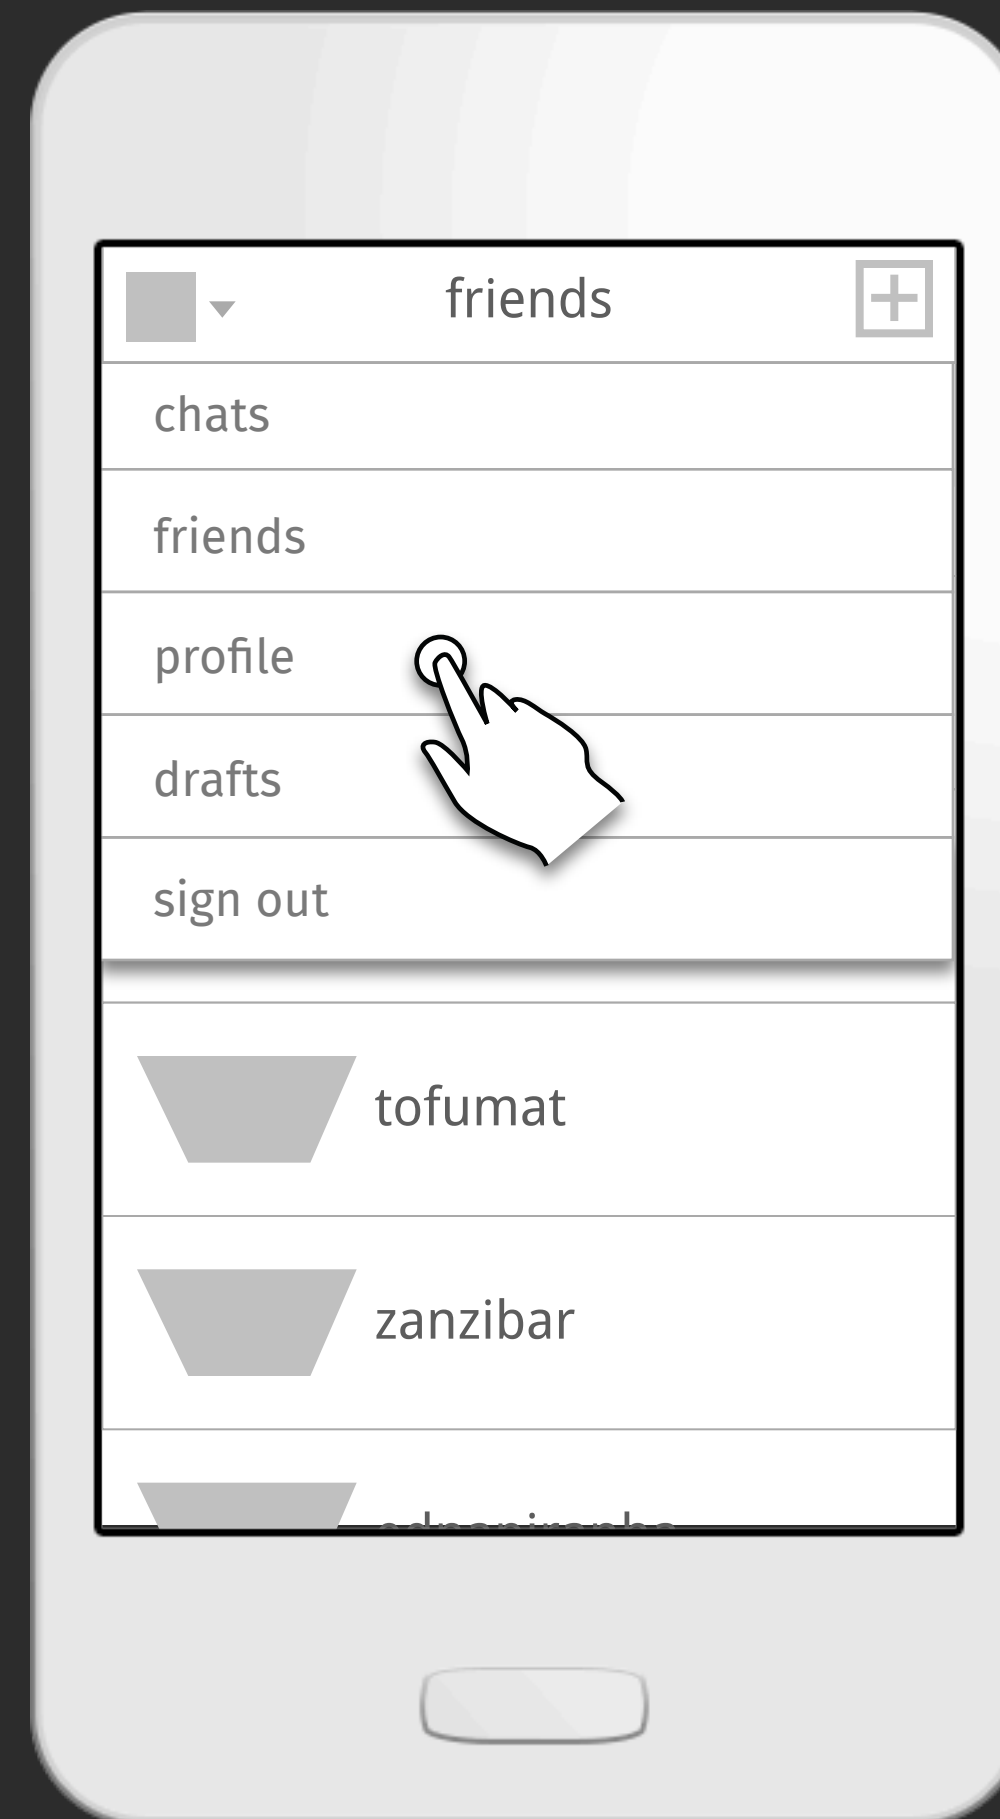 friends
chats
friends
profile
drafts
sign out
tofumat
zanzibar